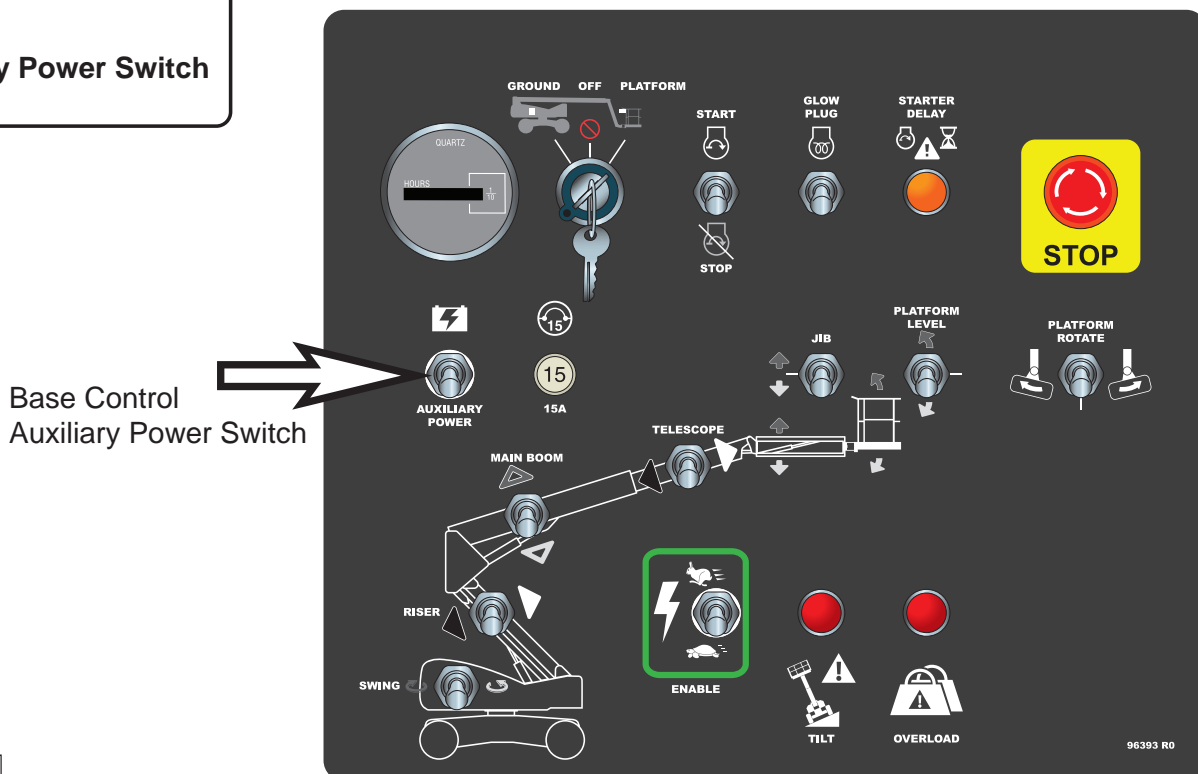 Power Switch
GROUND OFF PLATFORM
START
GLOW
PLUG
STARTER
DELAY
QUARTZ
HOURS
1
10
STOP
STOP
15
15
15A
AUXILIARY
POWER
Base Control
Auxiliary Power Switch
JIB
PLATFORM
LEVEL
PLATFORM
ROTATE
TELESCOPE
MAIN BOOM
RISER
SWING
ENABLE
TILT
OVERLOAD
96393 R0